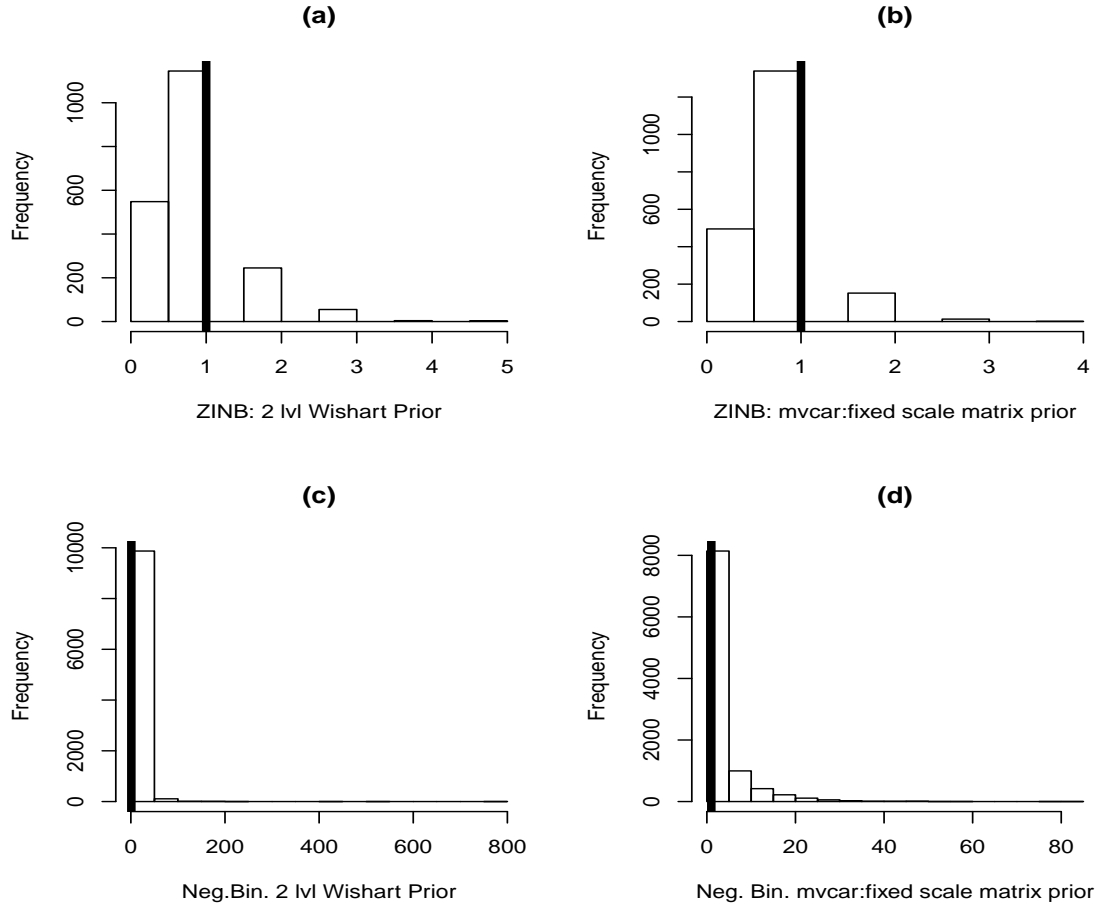 (a)
Frequency
0 200 600 1000
0 1 2 3 4 5
ZINB: 2 lvl Wishart Prior
(b)
Frequency
0 200 600 1000
0 1 2 3 4
ZINB: mvcar:fixed scale matrix prior
(c)
Frequency
0 2000 6000 10000
0 200 400 600 800
Neg.Bin. 2 lvl Wishart Prior
(d)
Frequency
0 2000 4000 6000 8000
0 20 40 60 80
Neg. Bin. mvcar:fixed scale matrix prior